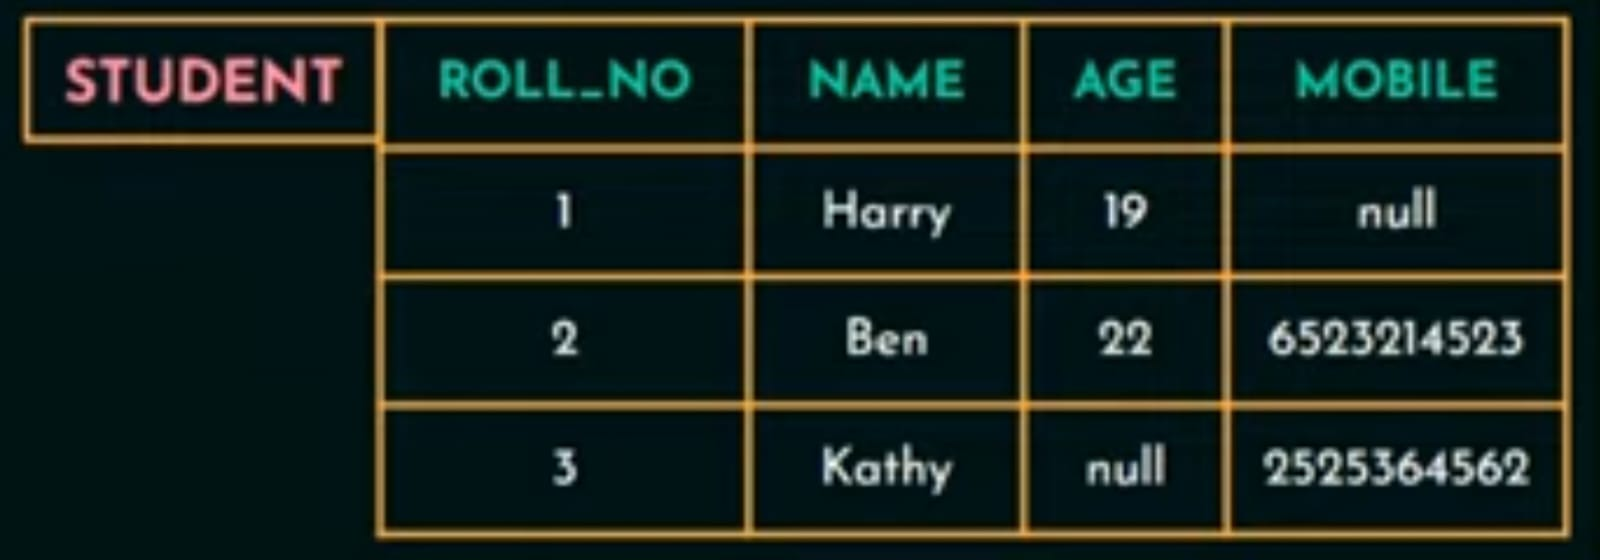 STUDENT ROLL_NO NAME AGE MOBILE
1 Harry 19 null
2 Ben 22 6523214523
3 Kathy null 2525364562